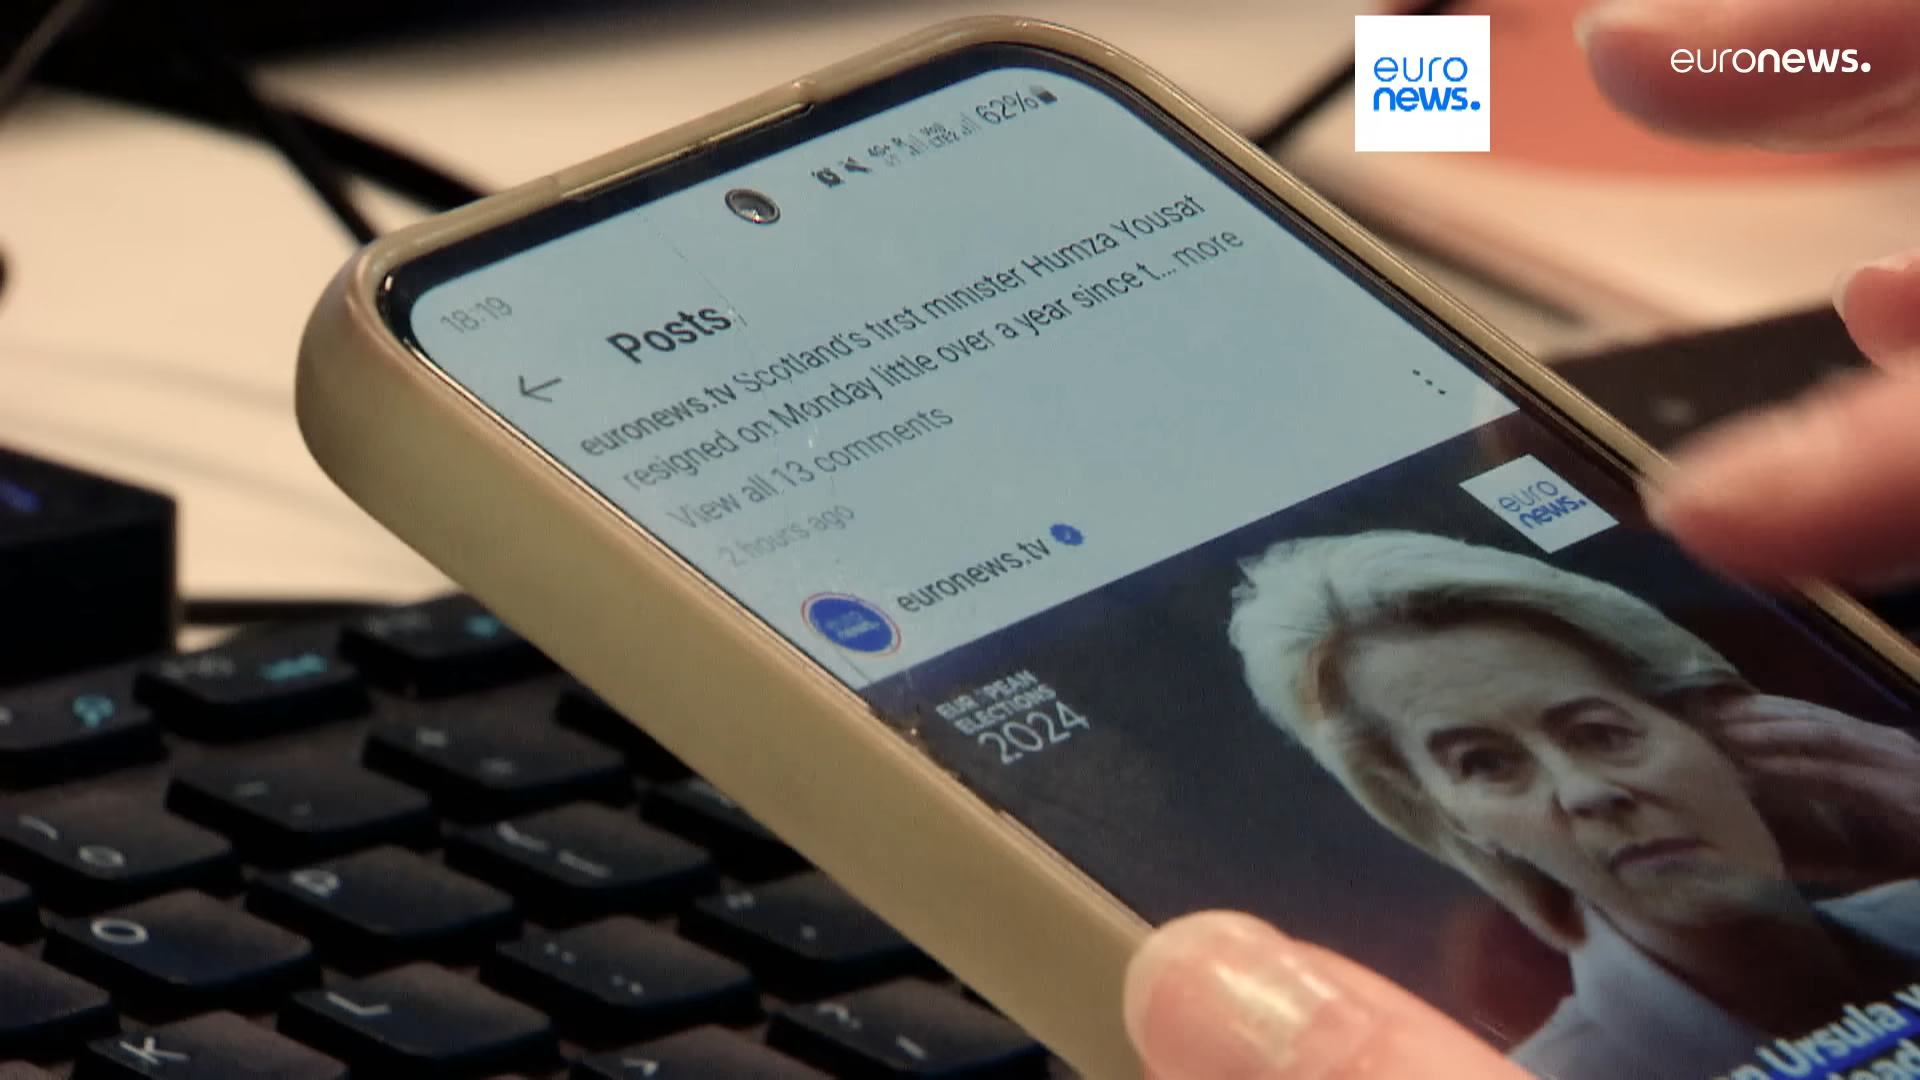 euro
news.
euronews.
18:19
62%
Posts
euronews.tv Scotland's first minister Humza Yousaf
resigned on Monday little over a year since t... more
View all 13 comments
2 hours ago
euronews.tv
euro
news.
EUROPEAN
ELECTIONS
2024
Ursula
O
L
K